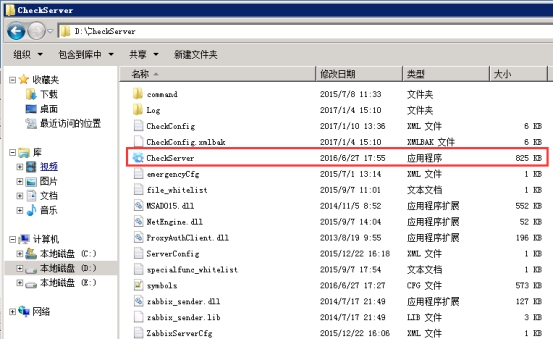 CheckServer
D:\CheckServer
组织 包含到库中 共享 新建文件夹
收藏夹
下载
桌面
最近访问的位置
库
视频
图片
文档
音乐
计算机
本地磁盘 (C:)
本地磁盘 (D:)
本地磁盘 (E:)
网络
名称 修改日期 类型 大小
command 2015/7/8 11:33 文件夹
Log 2017/1/4 15:10 文件夹
CheckConfig 2017/1/10 13:36 XML 文件 6 KB
CheckConfig.xmlbak 2017/1/4 15:10 XMLBAK 文件 6 KB
CheckServer 2016/6/27 17:55 应用程序 825 KB
emergencyCfg 2015/7/1 13:14 XML 文件 1 KB
file_whitelist 2015/9/7 11:01 文本文档 1 KB
MSADO15.dll 2014/11/5 8:52 应用程序扩展 552 KB
NetEngine.dll 2015/9/7 14:04 应用程序扩展 52 KB
ProxyAuthClient.dll 2013/8/19 9:55 应用程序扩展 196 KB
ServerConfig 2015/12/22 16:18 XML 文件 1 KB
specialfunc_whitelist 2015/9/7 17:54 文本文档 1 KB
symbols 2016/6/27 17:27 CFG 文件 573 KB
zabbix_sender.dll 2014/7/17 21:49 应用程序扩展 127 KB
zabbix_sender.lib 2014/7/17 21:49 LIB 文件 3 KB
ZabbixServerCfg 2015/12/22 16:06 XML 文件 1 KB